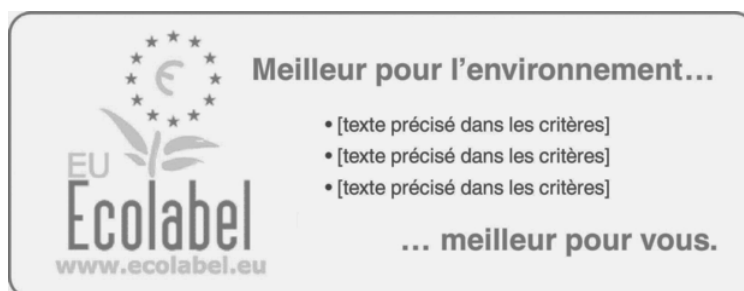 Meilleur pour l'environnement...
• [texte précisé dans les critères]
• [texte précisé dans les critères]
• [texte précisé dans les critères]
... meilleur pour vous.
EU
Ecolabel
www.ecolabel.eu